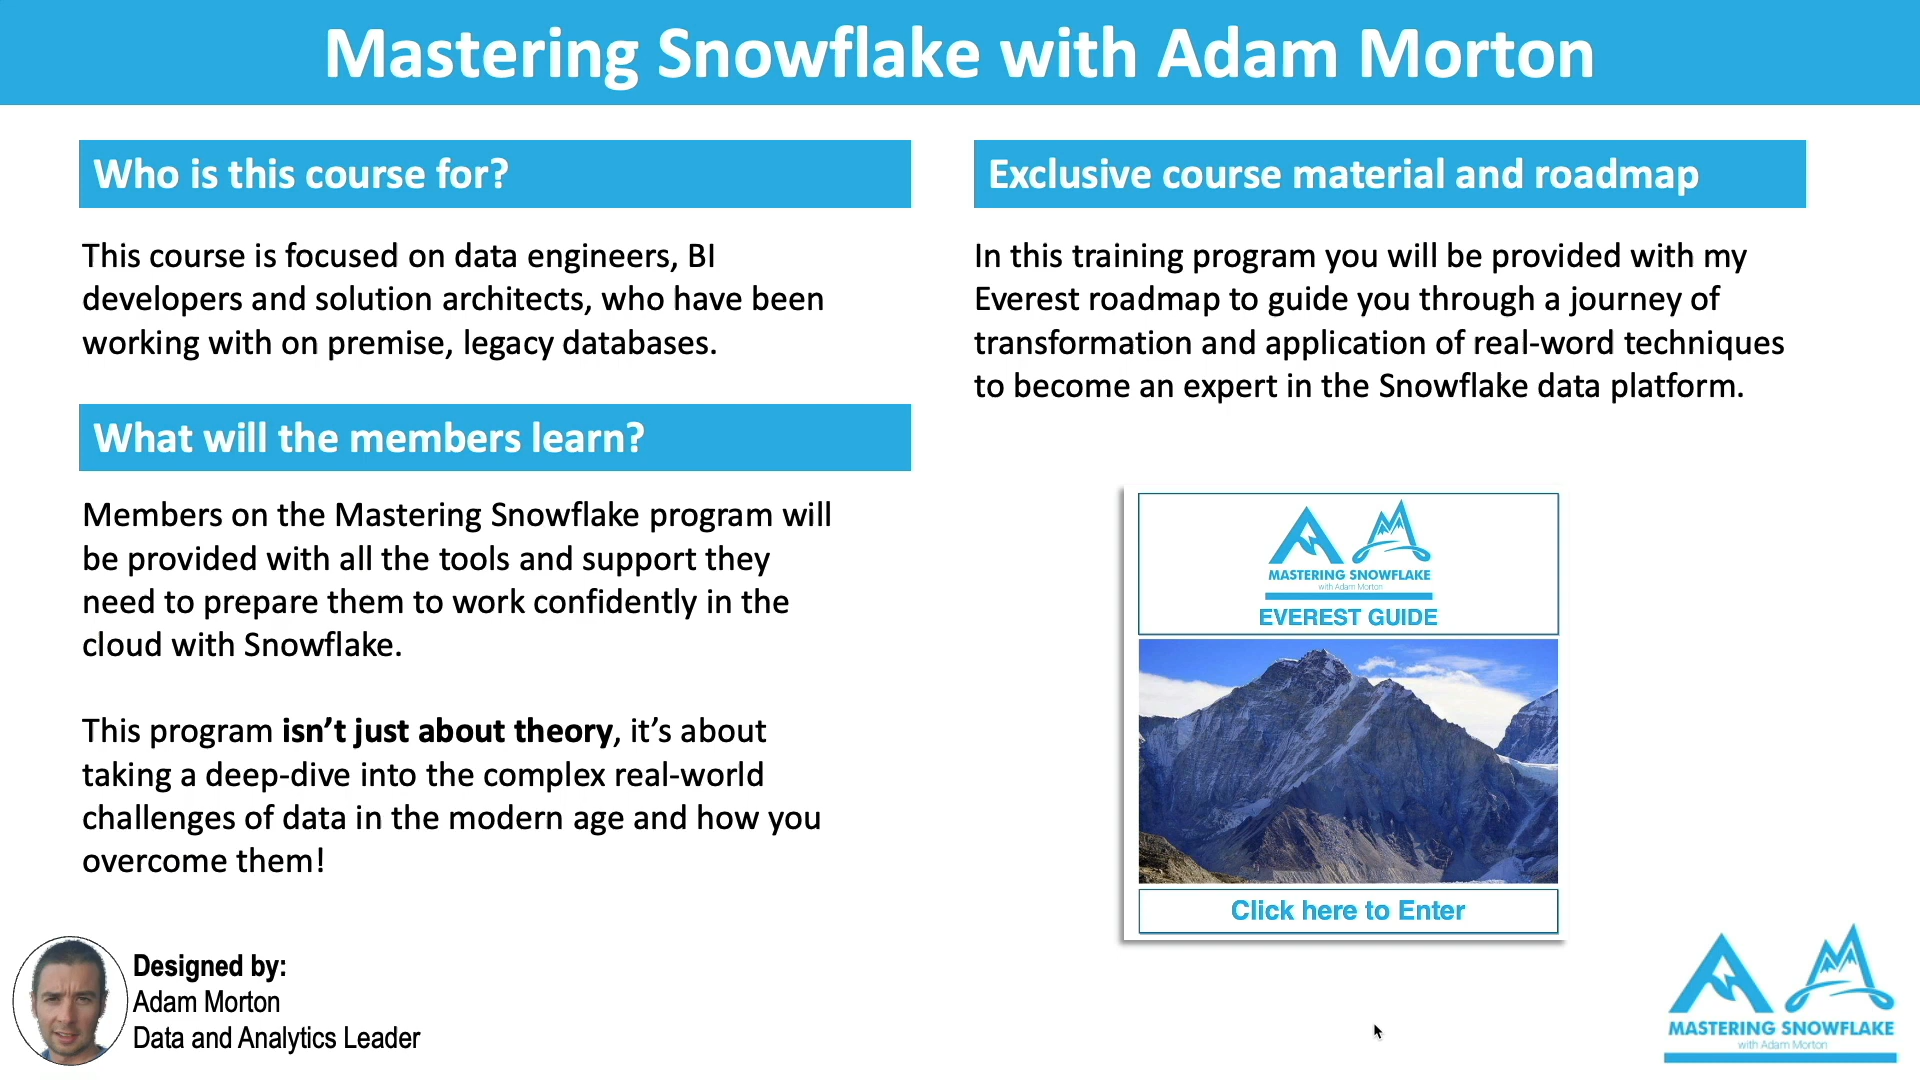 Mastering Snowflake with Adam Morton
Who is this course for?
This course is focused on data engineers, BI
developers and solution architects, who have been
working with on premise, legacy databases.
What will the members learn?
Members on the Mastering Snowflake program will
be provided with all the tools and support they
need to prepare them to work confidently in the
cloud with Snowflake.
This program isn't just about theory, it's about
taking a deep-dive into the complex real-world
challenges of data in the modern age and how you
overcome them!
Designed by:
Adam Morton
Data and Analytics Leader
Exclusive course material and roadmap
In this training program you will be provided with my
Everest roadmap to guide you through a journey of
transformation and application of real-word techniques
to become an expert in the Snowflake data platform.
MASTERING SNOWFLAKE
with Adam Morton
EVEREST GUIDE
Click here to Enter
MASTERING SNOWFLAKE
with Adam Morton